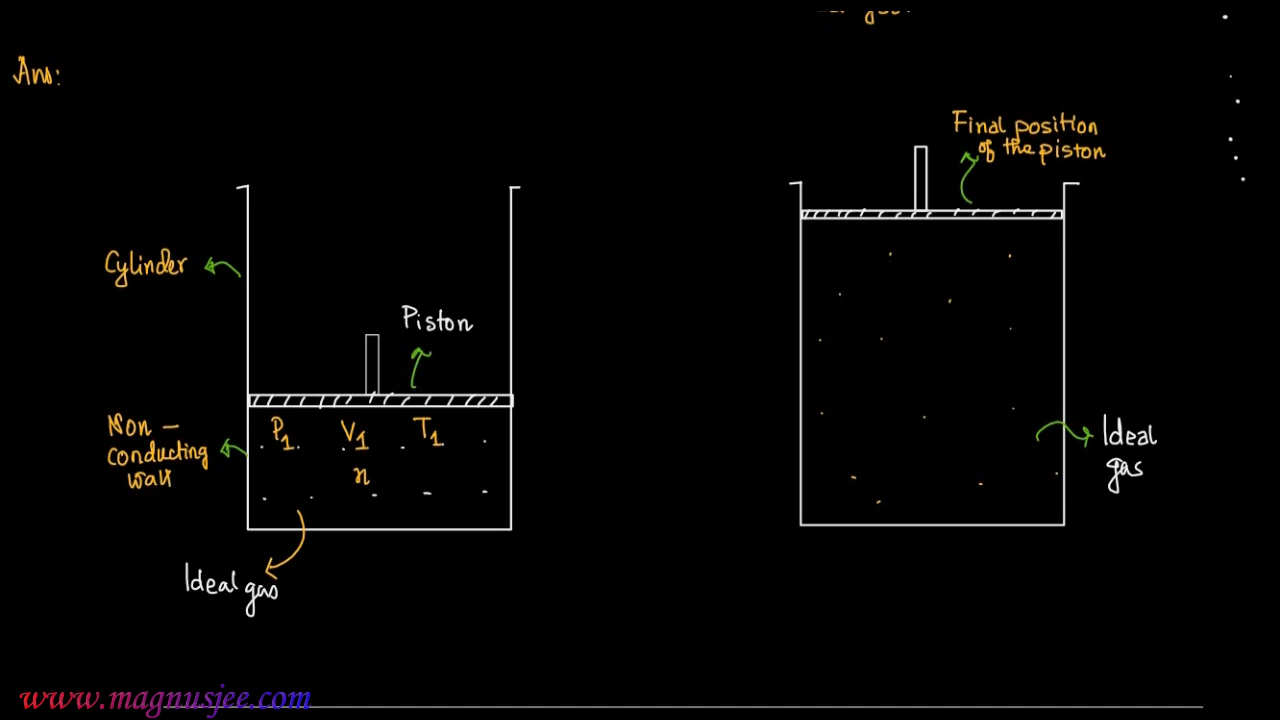 Ans:
Final position
of the piston
Cylinder
Piston
Non -
conducting
wall
P1 V1 T1
n
Ideal
gas
Ideal gas
www.magnusjee.com